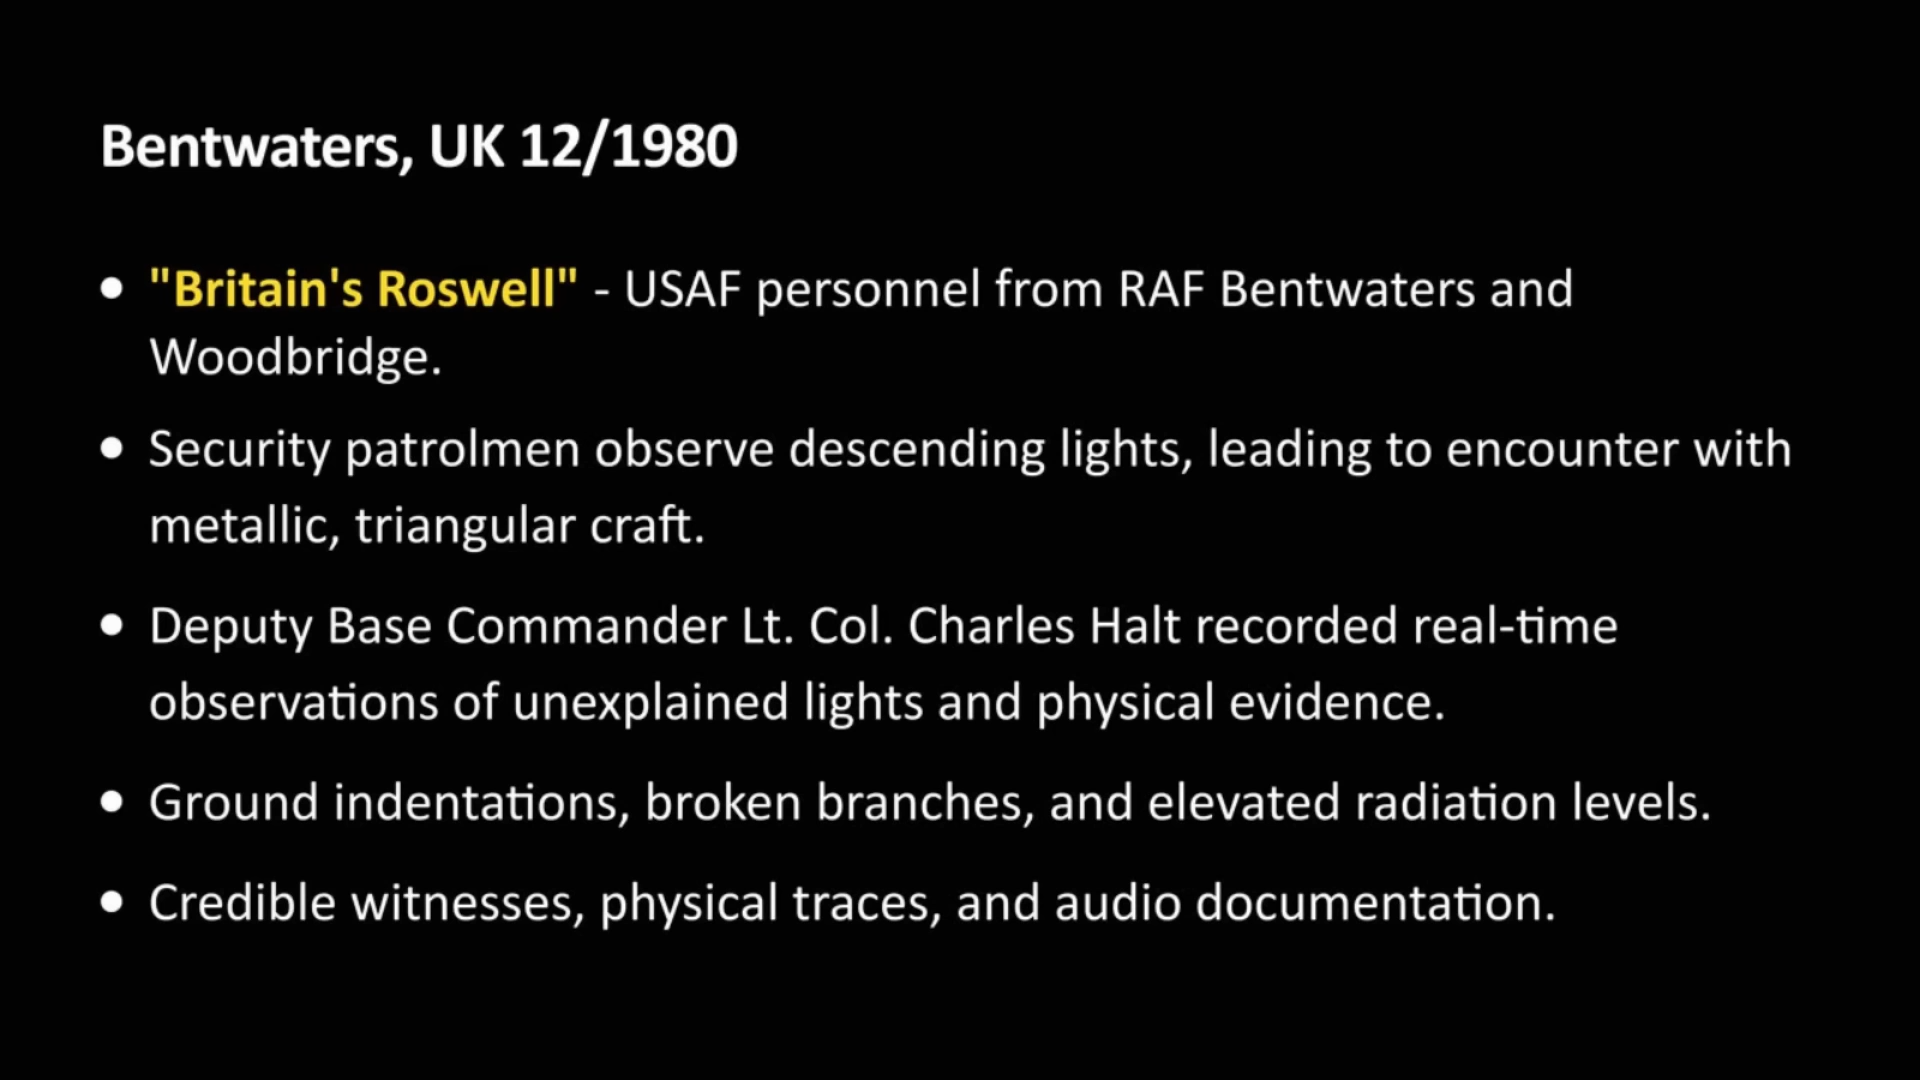 Bentwaters, UK 12/1980
• "Britain's Roswell" - USAF personnel from RAF Bentwaters and
Woodbridge.
• Security patrolmen observe descending lights, leading to encounter with
metallic, triangular craft.
• Deputy Base Commander Lt. Col. Charles Halt recorded real-time
observations of unexplained lights and physical evidence.
• Ground indentations, broken branches, and elevated radiation levels.
• Credible witnesses, physical traces, and audio documentation.